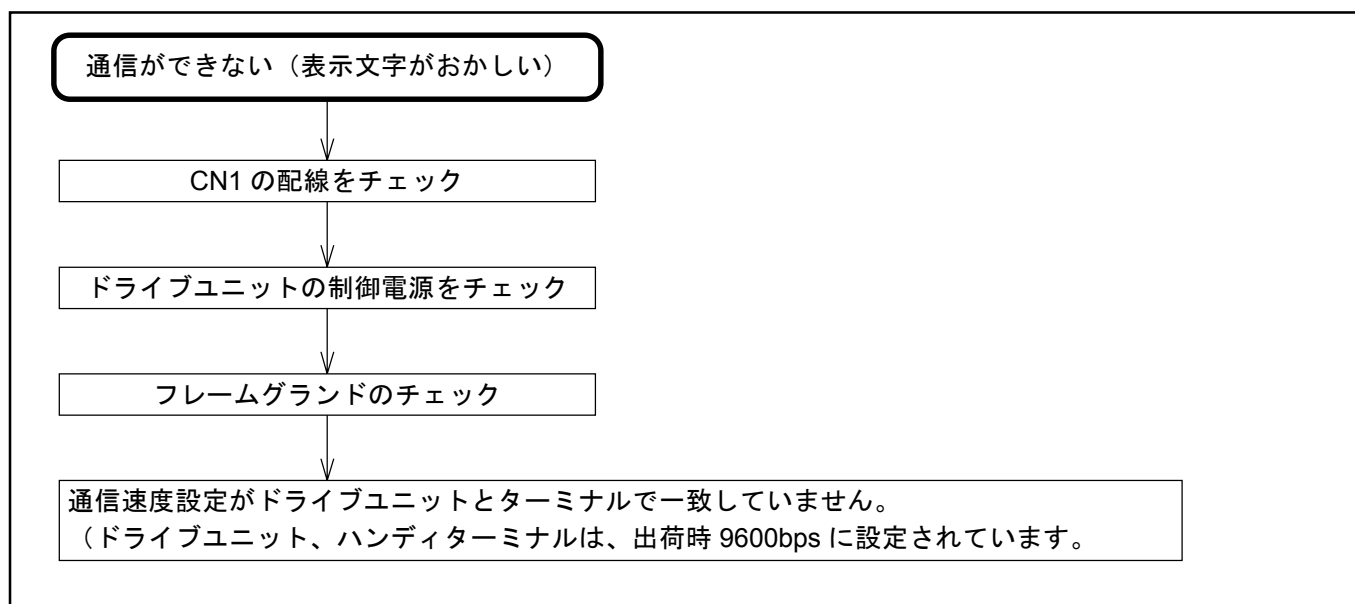 通信ができない（表示文字がおかしい）
CN1 の配線をチェック
ドライブユニットの制御電源をチェック
フレームグランドのチェック
通信速度設定がドライブユニットとターミナルで一致していません。
（ドライブユニット、ハンディターミナルは、出荷時 9600bps に設定されています。